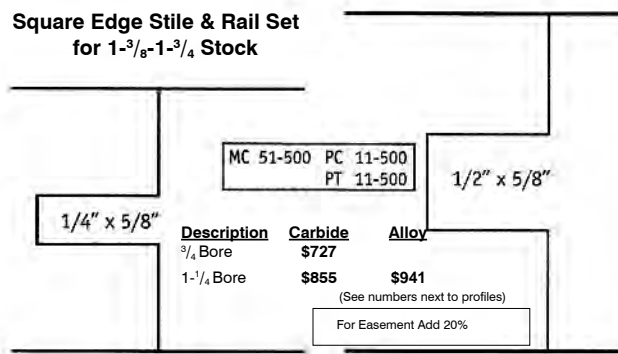 Square Edge Stile & Rail Set
for 1-3/8-1-3/4 Stock
MC 51-500 PC 11-500
PT 11-500
1/2" x 5/8"
1/4" x 5/8"
Description Carbide Alloy
3/4 Bore $727
1-1/4 Bore $855 $941
(See numbers next to profiles)
For Easement Add 20%